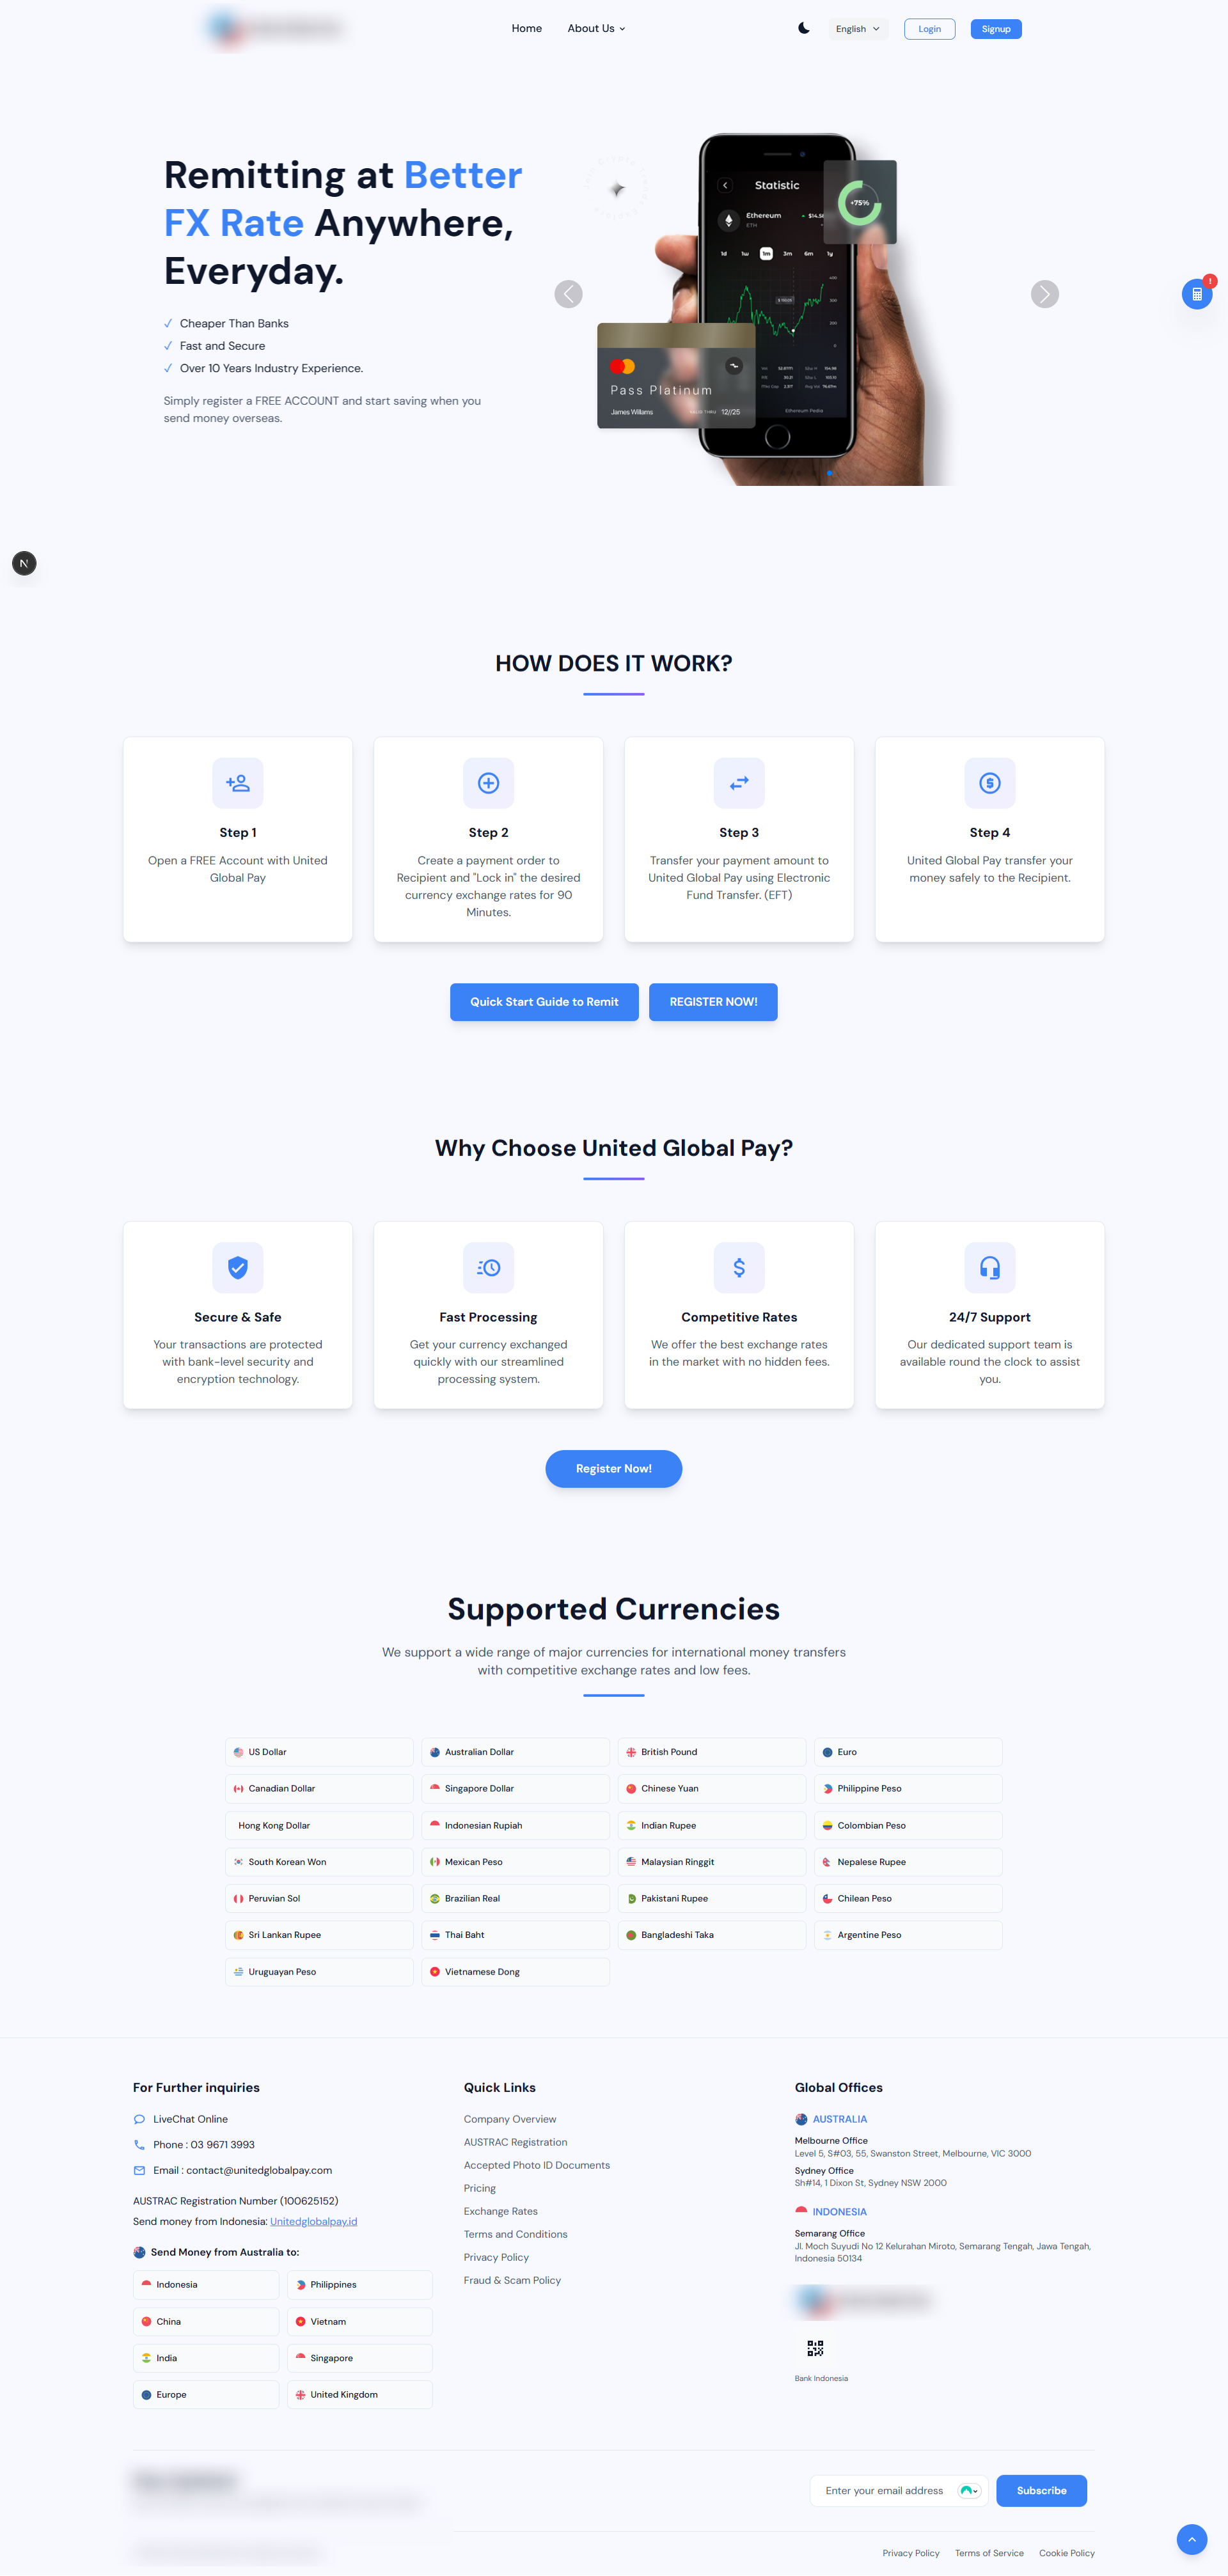 Home
About Us
English
Login
Signup
Remitting at Better
FX Rate Anywhere,
Everyday.
Cheaper Than Banks
Fast and Secure
Over 10 Years Industry Experience.
Simply register a FREE ACCOUNT and start saving when you
send money overseas.
Statistic
Ethereum
ETH
+75%
1d
1w
1m
3m
6m
1y
400
300
200
0
Pass Platinum
James Williams
12//25
Ethereum Pedia
!
N
HOW DOES IT WORK?
Step 1
Open a FREE Account with United
Global Pay
Step 2
Create a payment order to
Recipient and "Lock in" the desired
currency exchange rates for 90
Minutes.
Step 3
Transfer your payment amount to
United Global Pay using Electronic
Fund Transfer. (EFT)
Step 4
United Global Pay transfer your
money safely to the Recipient.
Quick Start Guide to Remit
REGISTER NOW!
Why Choose United Global Pay?
Secure & Safe
Your transactions are protected
with bank-level security and
encryption technology.
Fast Processing
Get your currency exchanged
quickly with our streamlined
processing system.
Competitive Rates
We offer the best exchange rates
in the market with no hidden fees.
24/7 Support
Our dedicated support team is
available round the clock to assist
you.
Register Now!
Supported Currencies
We support a wide range of major currencies for international money transfers
with competitive exchange rates and low fees.
US Dollar
Australian Dollar
British Pound
Euro
Canadian Dollar
Singapore Dollar
Chinese Yuan
Philippine Peso
Hong Kong Dollar
Indonesian Rupiah
Indian Rupee
Colombian Peso
South Korean Won
Mexican Peso
Malaysian Ringgit
Nepalese Rupee
Peruvian Sol
Brazilian Real
Pakistani Rupee
Chilean Peso
Sri Lankan Rupee
Thai Baht
Bangladeshi Taka
Argentine Peso
Uruguayan Peso
Vietnamese Dong
For Further inquiries
LiveChat Online
Phone : 03 9671 3993
Email : contact@unitedglobalpay.com
AUSTRAC Registration Number (100625152)
Send money from Indonesia: Unitedglobalpay.id
Send Money from Australia to:
Indonesia
Philippines
China
Vietnam
India
Singapore
Europe
United Kingdom
Quick Links
Company Overview
AUSTRAC Registration
Accepted Photo ID Documents
Pricing
Exchange Rates
Terms and Conditions
Privacy Policy
Fraud & Scam Policy
Global Offices
AUSTRALIA
Melbourne Office
Level 5, S#03, 55, Swanston Street, Melbourne, VIC 3000
Sydney Office
Sh#14, 1 Dixon St, Sydney NSW 2000
INDONESIA
Semarang Office
Jl. Moch Suyudi No 12 Kelurahan Miroto, Semarang Tengah, Jawa Tengah,
Indonesia 50134
Bank Indonesia
Enter your email address
Subscribe
Privacy Policy
Terms of Service
Cookie Policy